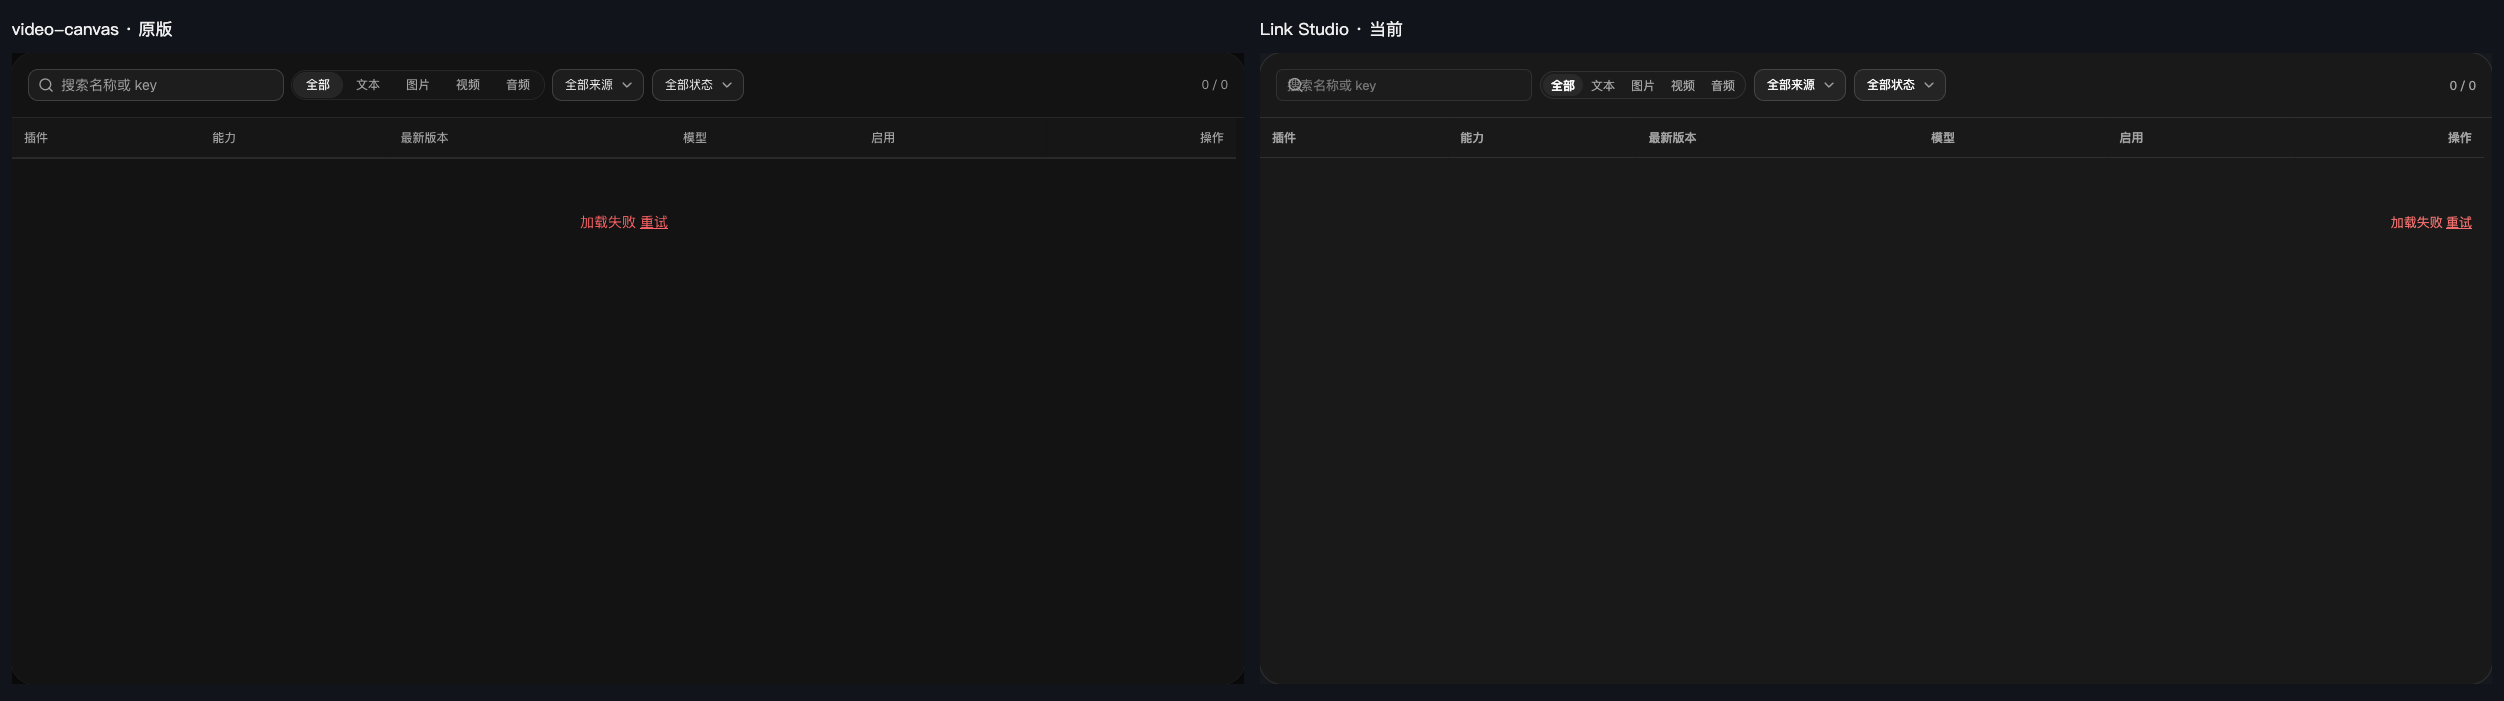 video-canvas · 原版
搜索名称或 key 全部 文本 图片 视频 音频 全部来源 全部状态 0 / 0
插件 能力 最新版本 模型 启用 操作
加载失败 重试
Link Studio · 当前
搜索名称或 key 全部 文本 图片 视频 音频 全部来源 全部状态 0 / 0
插件 能力 最新版本 模型 启用 操作
加载失败 重试